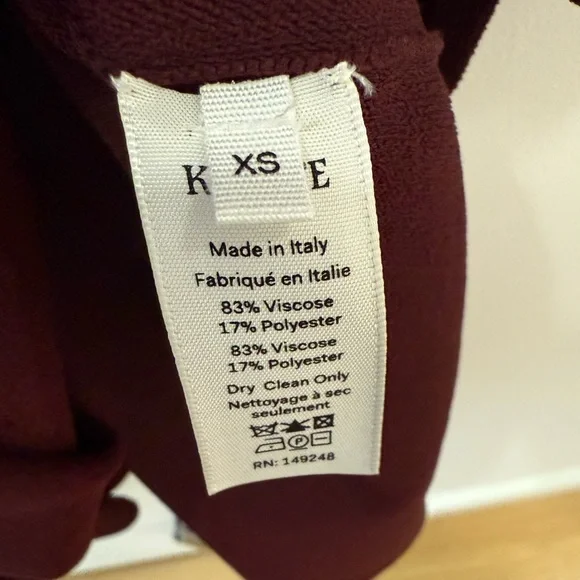 XS
Made in Italy
Fabriqué en Italie
83% Viscose
17% Polyester
83% Viscose
17% Polyester
Dry Clean Only
Nettoyage à sec
seulement
P
RN: 149248